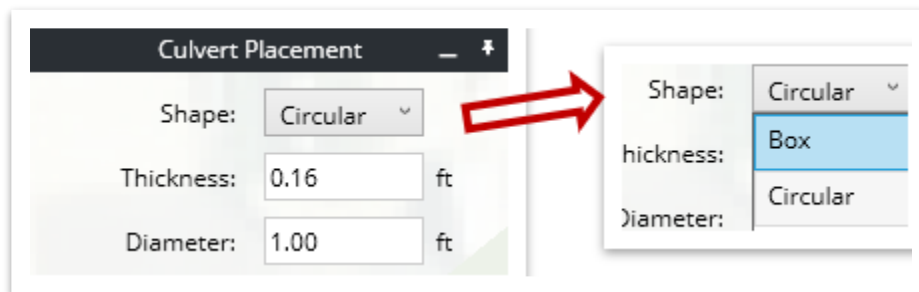 Culvert Placement
Shape: Circular
Thickness: 0.16 ft
Diameter: 1.00 ft
Shape: Circular
hickness: Box
Circular
Diameter: